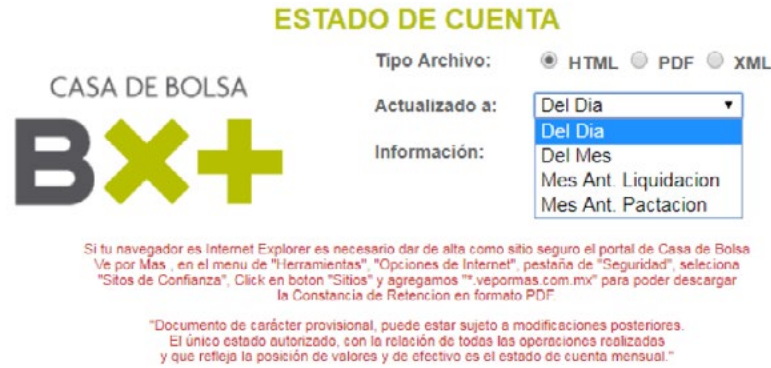 ESTADO DE CUENTA
Tipo Archivo: HTML PDF XML
CASA DE BOLSA
BX+
Actualizado a: Del Dia
Del Dia
Información:
Del Mes
Mes Ant. Liquidacion
Mes Ant. Pactacion
Si tu navegador es Internet Explorer es necesario dar de alta como sitio seguro el portal de Casa de Bolsa
Ve por Mas , en el menu de "Herramientas", "Opciones de Internet", pestaña de "Seguridad", seleciona
"Sitos de Confianza", Click en boton "Sitios" y agregamos "*.vepormas.com.mx" para poder descargar
la Constancia de Retencion en formato PDF.
"Documento de carácter provisional, puede estar sujeto a modificaciones posteriores.
El único estado autorizado, con la relación de todas las operaciones realizadas
y que refleja la posición de valores y de efectivo es el estado de cuenta mensual."